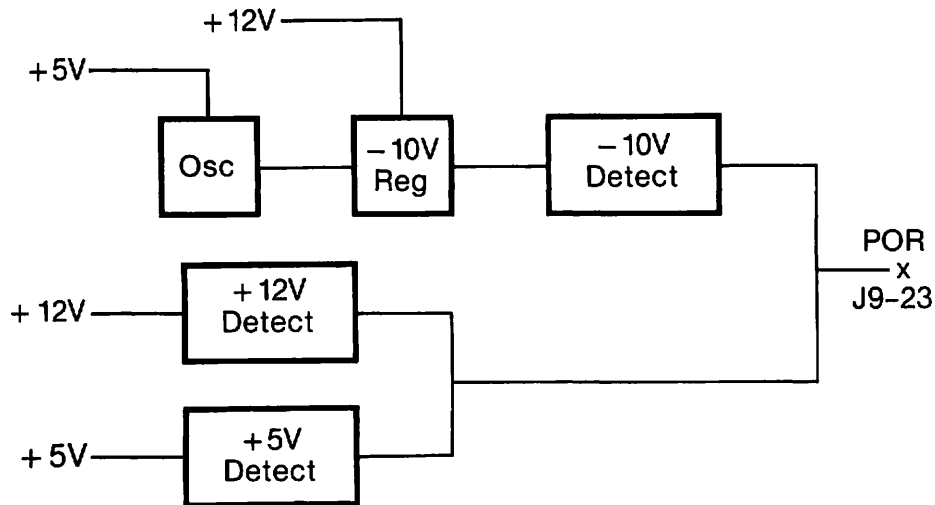 +12V
+5V
Osc
−10V
Reg
−10V
Detect
POR
x
J9-23
+12V
+12V
Detect
+5V
+5V
Detect